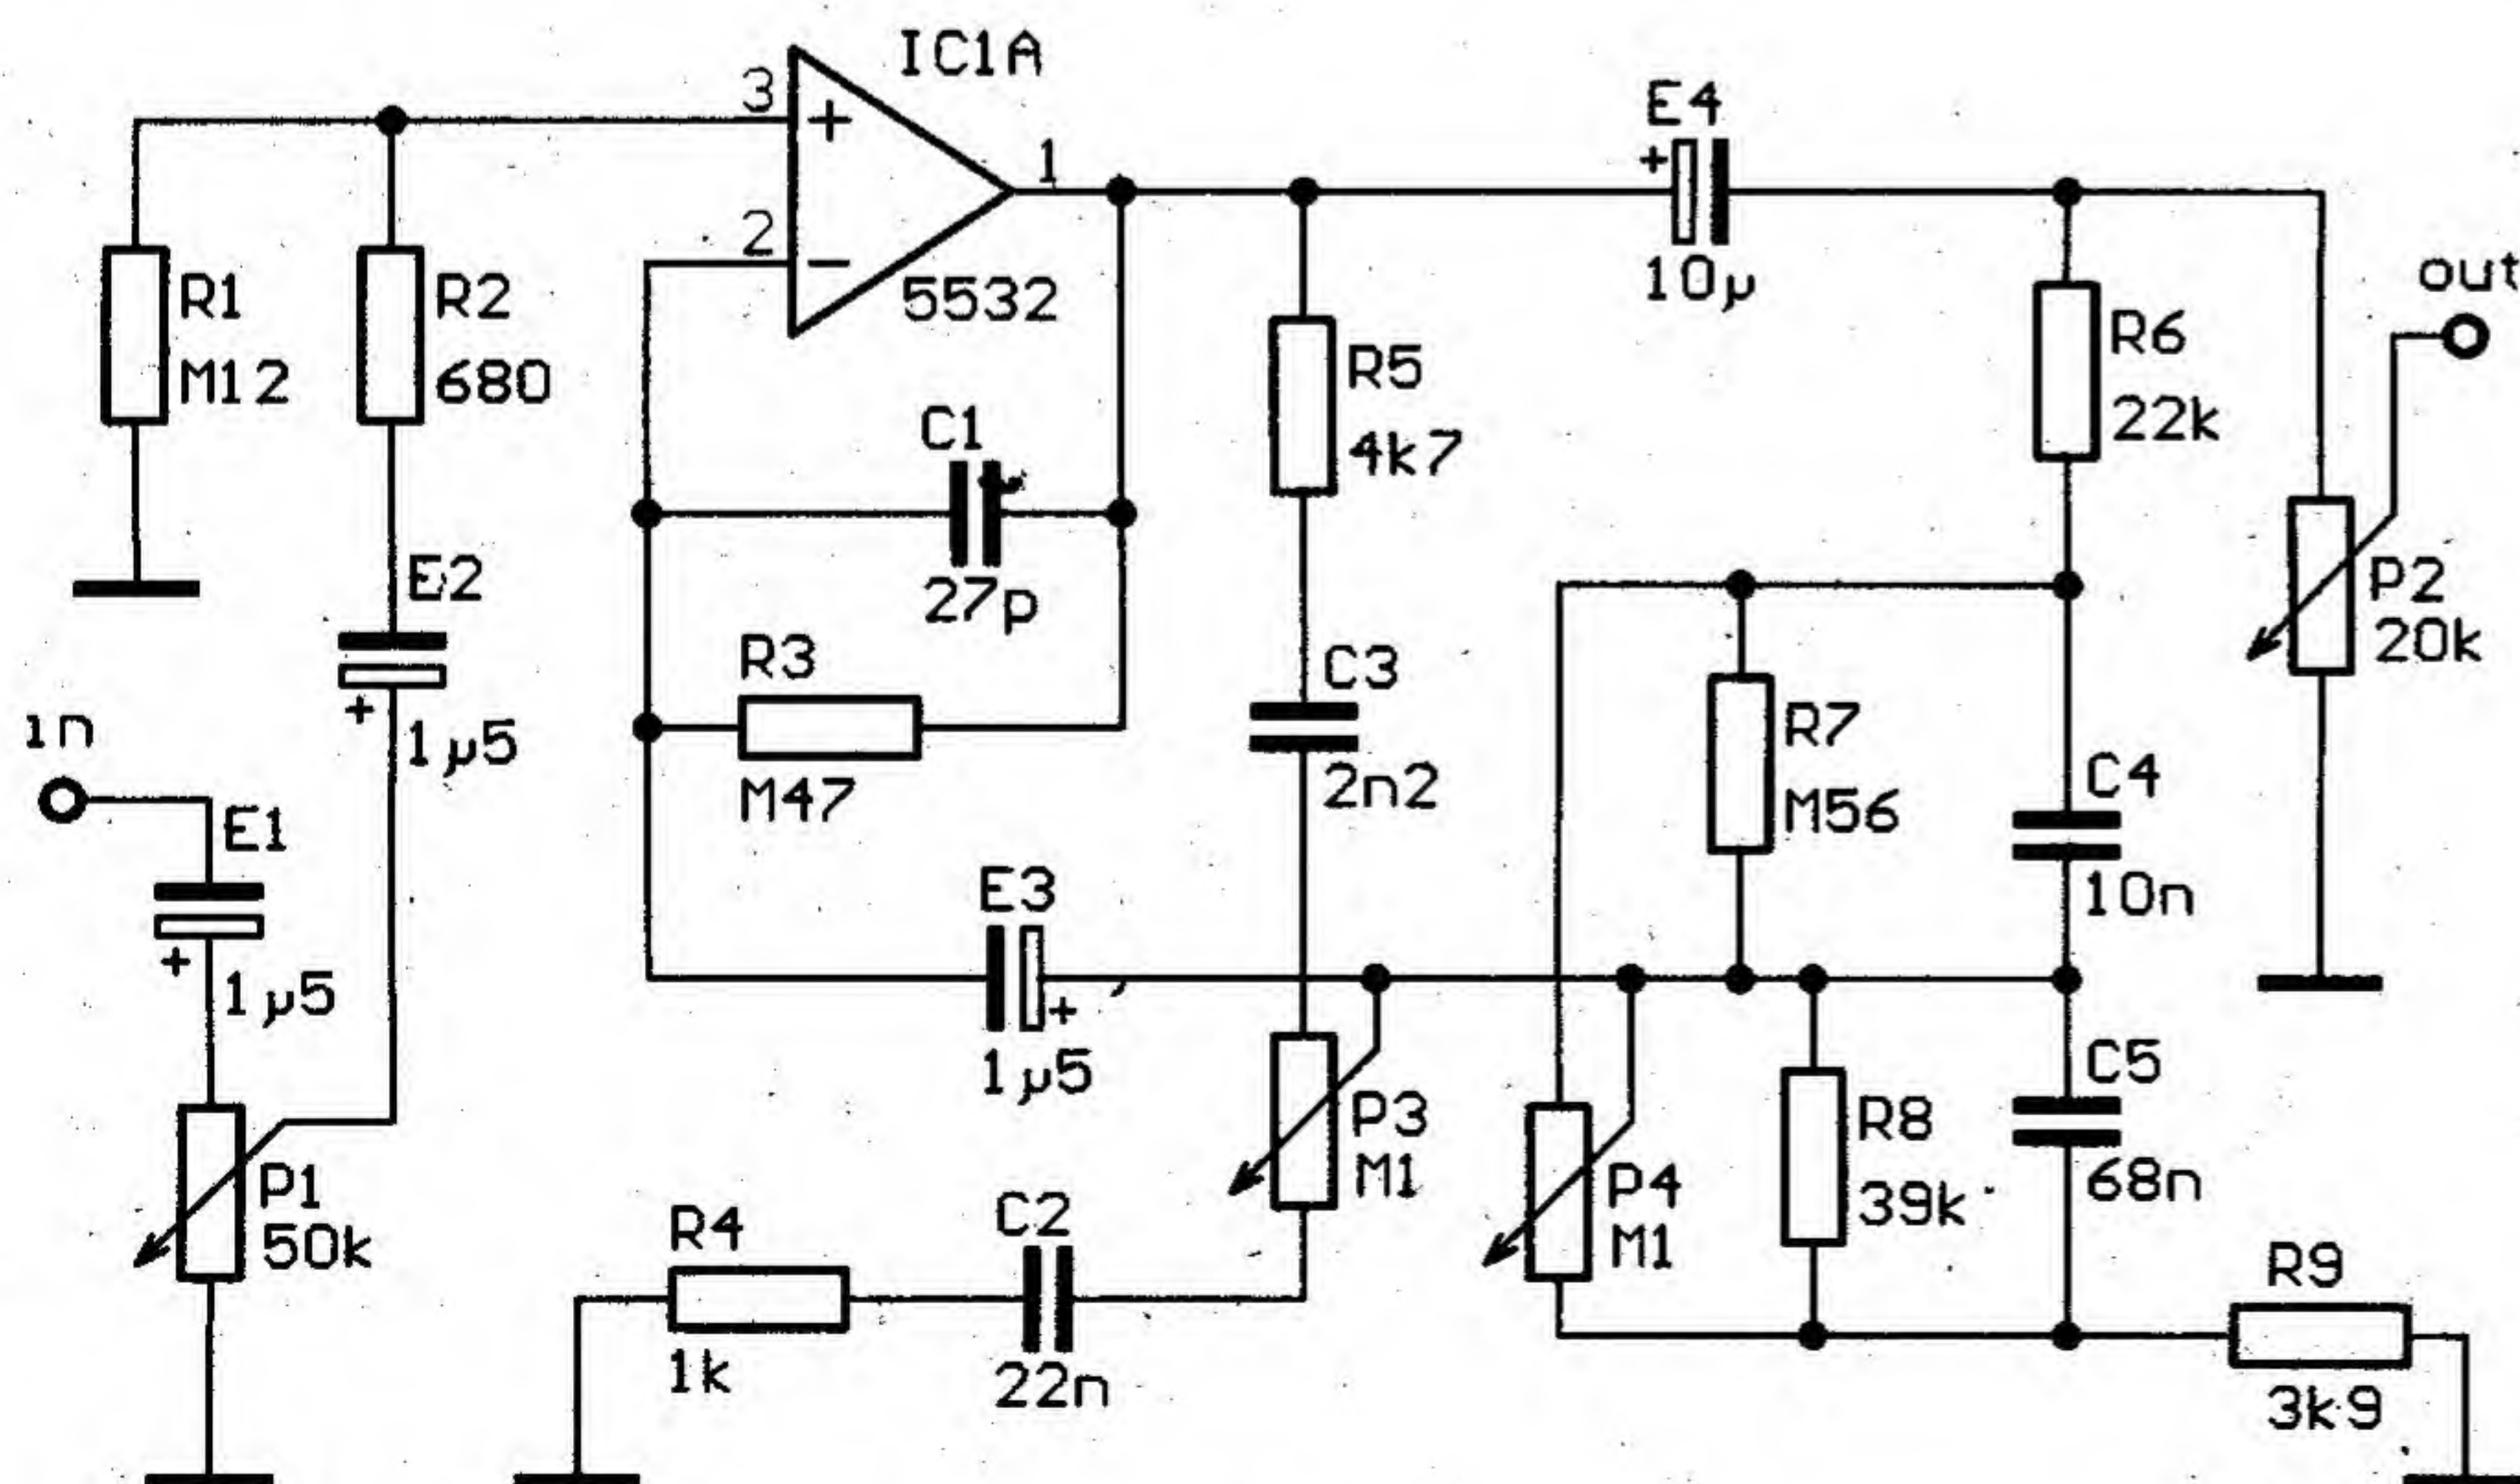 IC1A
3
+
2
−
1
5532
E4
+
10µ
out
R1
M12
R2
680
R5
4k7
R6
22k
C1
27p
E2
+
1µ5
R3
M47
C3
2n2
P2
20k
R7
M56
C4
10n
in
E1
+
1µ5
E3
+
1µ5
P1
50k
P3
M1
P4
M1
R8
39k
C5
68n
R4
1k
C2
22n
R9
3k9